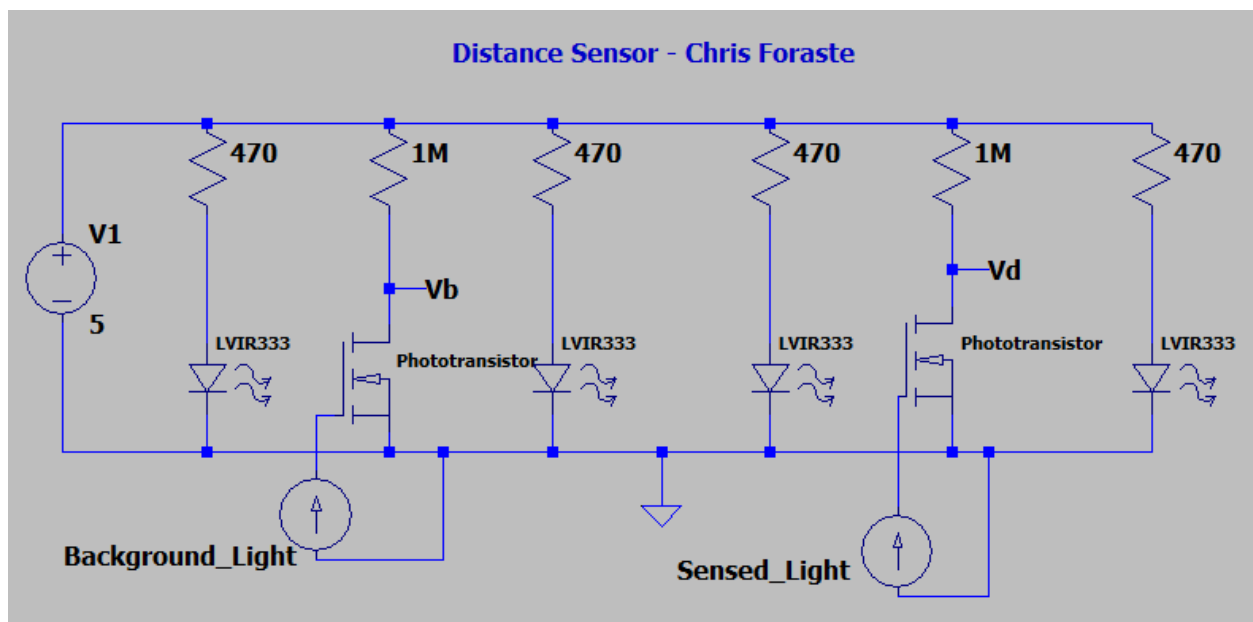 Distance Sensor - Chris Foraste
470
1M
470
470
1M
470
V1
5
Vb
Vd
LVIR333
Phototransistor
LVIR333
LVIR333
Phototransistor
LVIR333
Background_Light
Sensed_Light